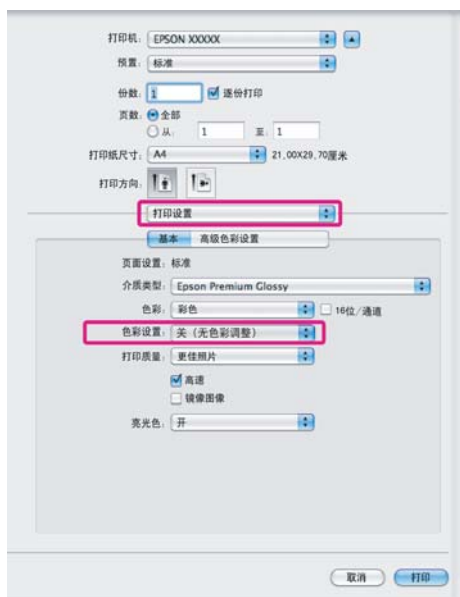 打印机: EPSON XXXXX
预置: 标准
份数: 1 逐份打印
页数: 全部
从: 1 至: 1
打印纸尺寸: A4 21.00X29.70厘米
打印方向:
打印设置
基本 高级色彩设置
页面设置: 标准
介质类型: Epson Premium Glossy
色彩: 彩色 16位/通道
色彩设置: 关（无色彩调整）
打印质量: 更佳照片
高速
镜像图像
亮光色: 开
取消 打印